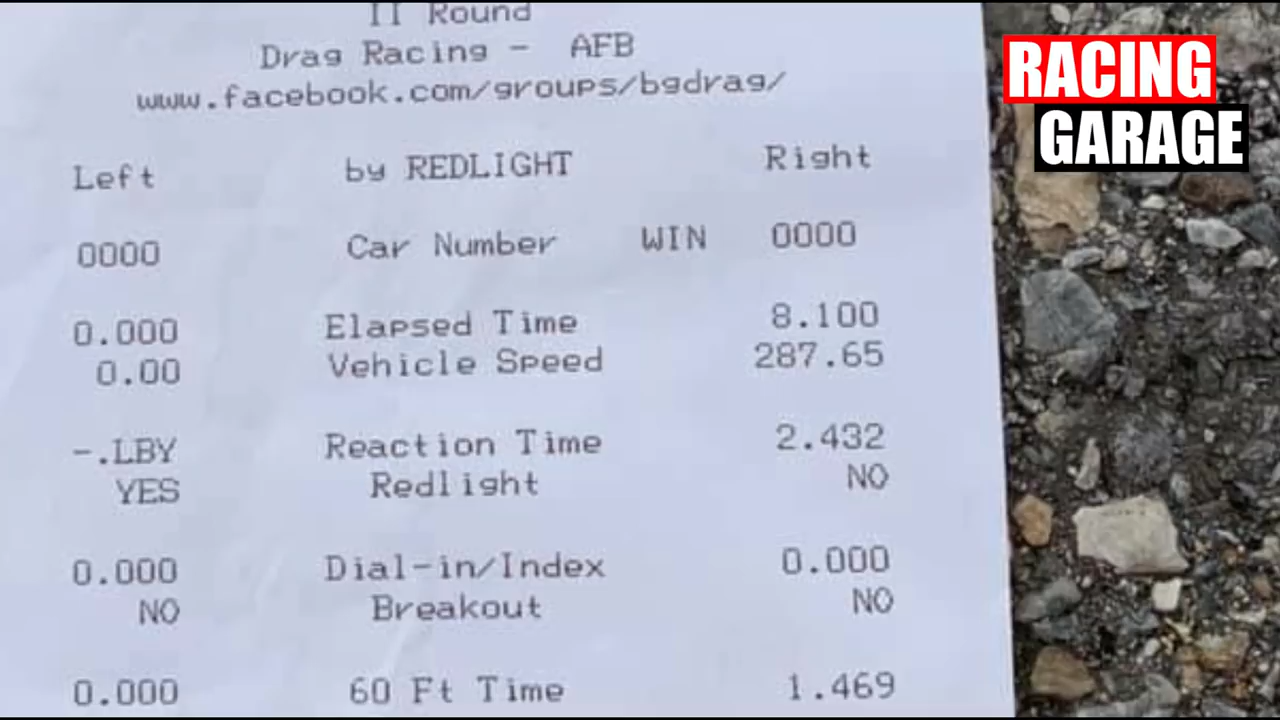 II Round
Drag Racing - AFB
www.facebook.com/groups/bgdrag/
RACING
GARAGE
Left by REDLIGHT Right
0000 Car Number WIN 0000
0.000 Elapsed Time 8.100
0.00 Vehicle Speed 287.65
-.LBY Reaction Time 2.432
YES Redlight NO
0.000 Dial-in/Index 0.000
NO Breakout NO
0.000 60 Ft Time 1.469